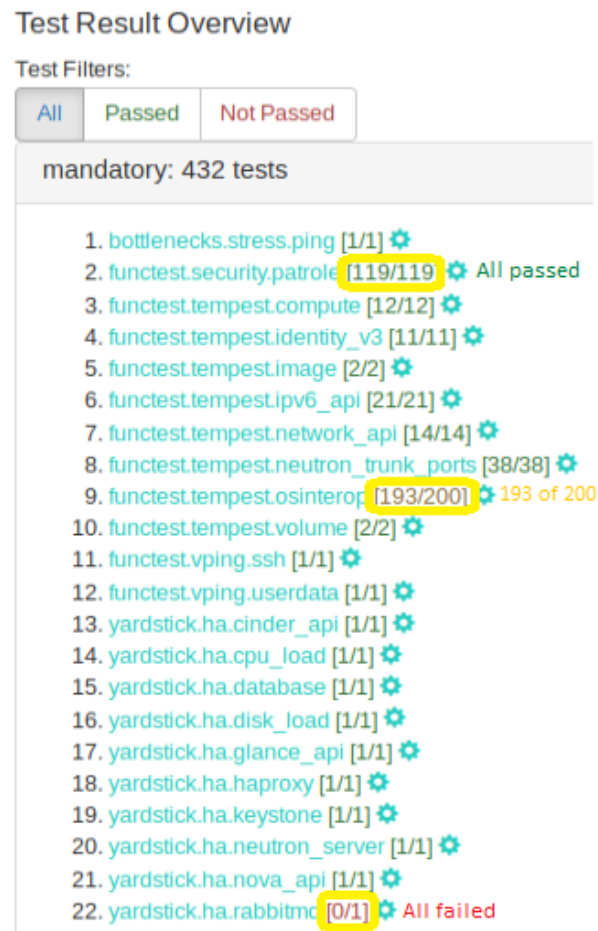 Test Result Overview
Test Filters:
All Passed Not Passed
mandatory: 432 tests
1. bottlenecks.stress.ping [1/1]
2. functest.security.patrole [119/119] All passed
3. functest.tempest.compute [12/12]
4. functest.tempest.identity_v3 [11/11]
5. functest.tempest.image [2/2]
6. functest.tempest.ipv6_api [21/21]
7. functest.tempest.network_api [14/14]
8. functest.tempest.neutron_trunk_ports [38/38]
9. functest.tempest.osinterop [193/200] 193 of 200
10. functest.tempest.volume [2/2]
11. functest.vping.ssh [1/1]
12. functest.vping.userdata [1/1]
13. yardstick.ha.cinder_api [1/1]
14. yardstick.ha.cpu_load [1/1]
15. yardstick.ha.database [1/1]
16. yardstick.ha.disk_load [1/1]
17. yardstick.ha.glance_api [1/1]
18. yardstick.ha.haproxy [1/1]
19. yardstick.ha.keystone [1/1]
20. yardstick.ha.neutron_server [1/1]
21. yardstick.ha.nova_api [1/1]
22. yardstick.ha.rabbitmq [0/1] All failed